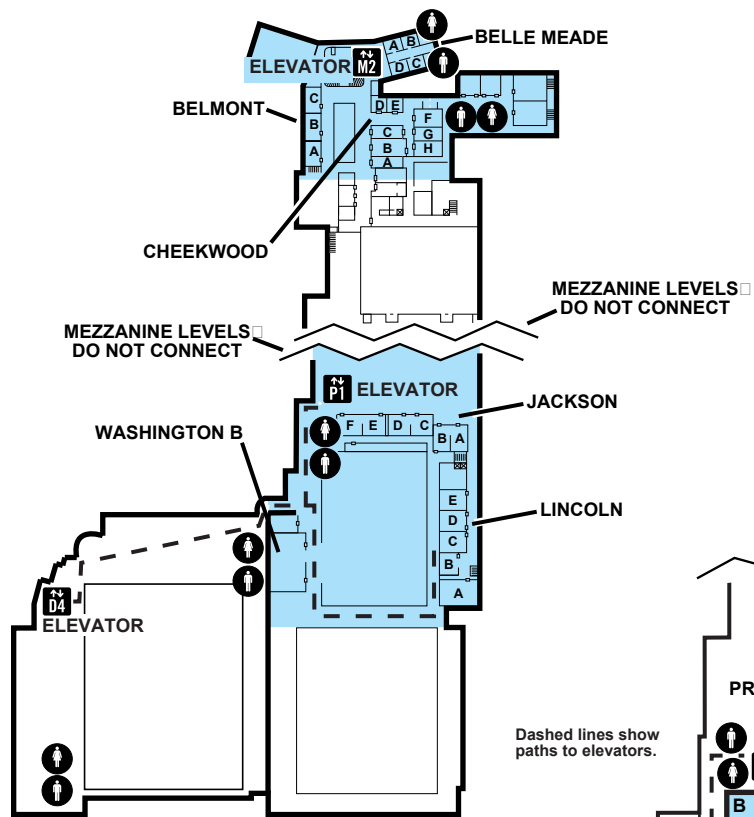 BELLE MEADE
A B
D C
ELEVATOR M2
BELMONT
C
B
A
D E
F
G
H
C
B
A
CHEEKWOOD
MEZZANINE LEVELS
DO NOT CONNECT
MEZZANINE LEVELS
DO NOT CONNECT
P1 ELEVATOR
JACKSON
F E D C
B A
WASHINGTON B
LINCOLN
E
D
C
B
A
D4
ELEVATOR
Dashed lines show
paths to elevators.
PR
B